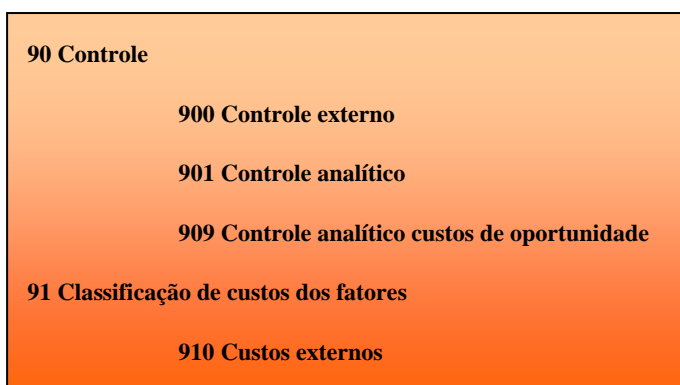 90 Controle
900 Controle externo
901 Controle analítico
909 Controle analítico custos de oportunidade
91 Classificação de custos dos fatores
910 Custos externos